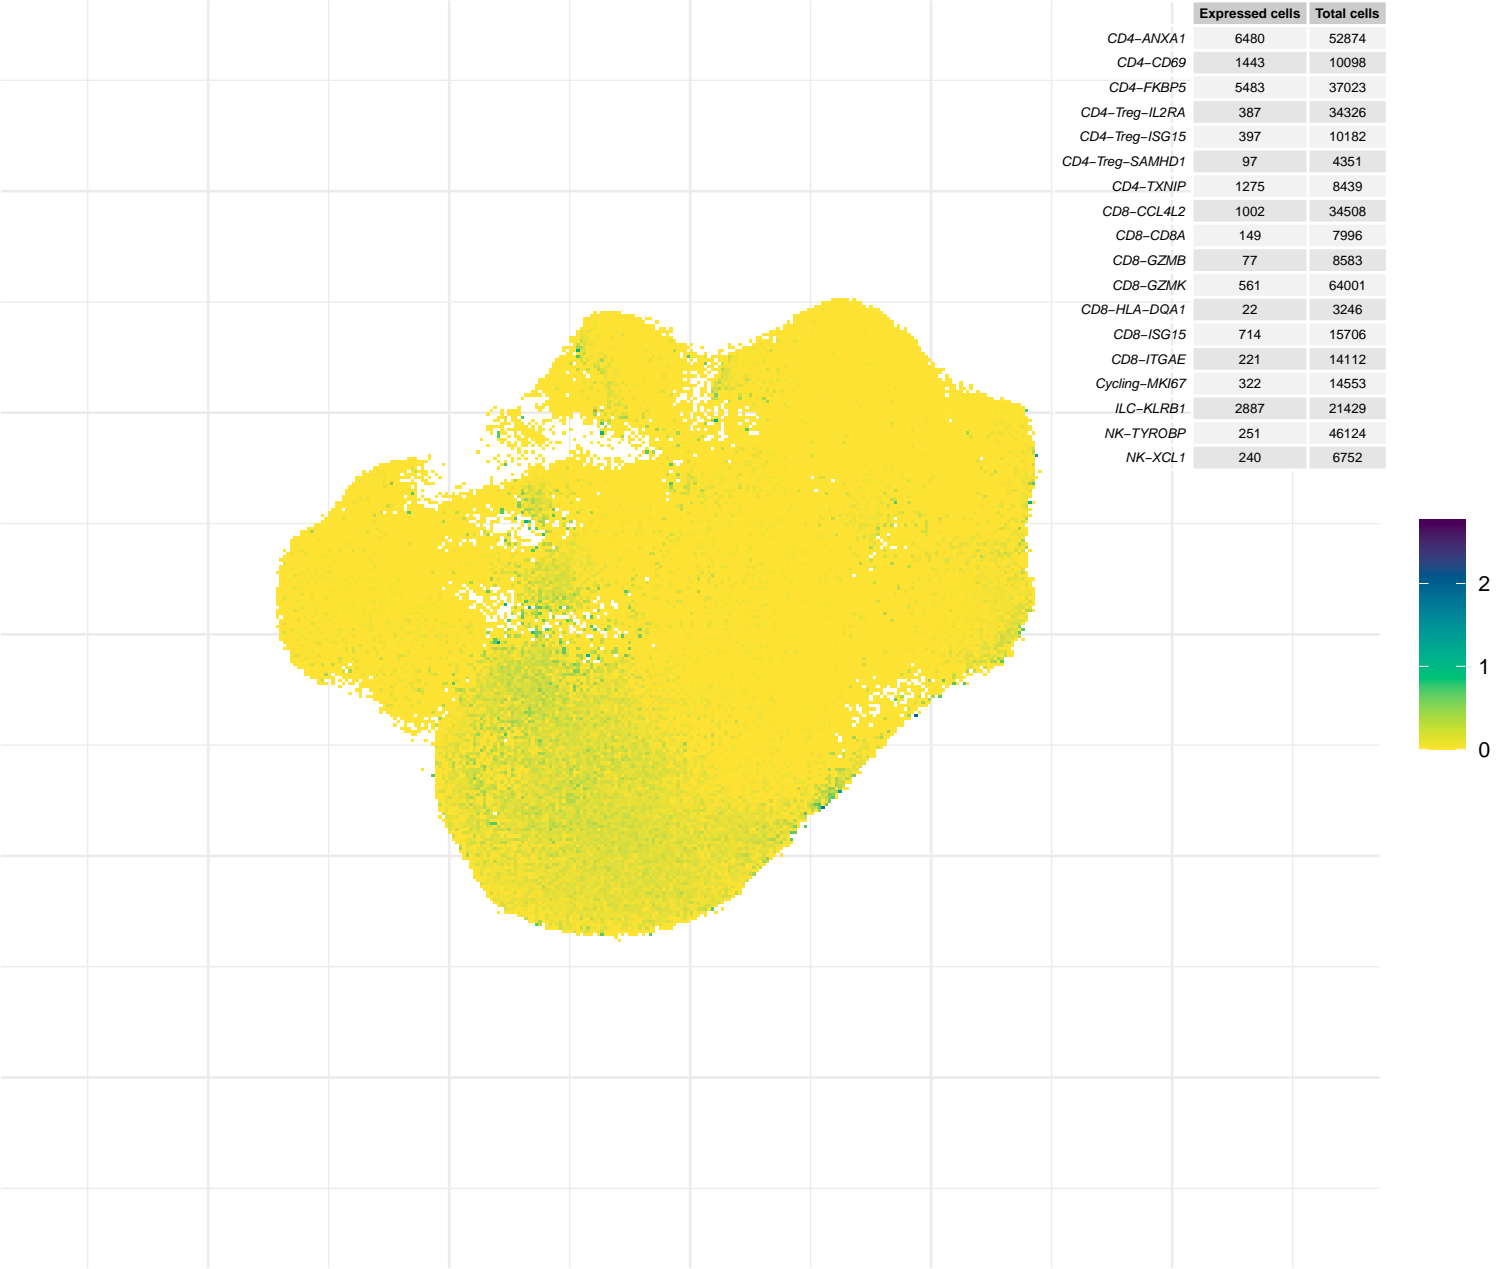 Expressed cells Total cells
CD4−ANXA1 6480 52874
CD4−CD69 1443 10098
CD4−FKBP5 5483 37023
CD4−Treg−IL2RA 387 34326
CD4−Treg−ISG15 397 10182
CD4−Treg−SAMHD1 97 4351
CD4−TXNIP 1275 8439
CD8−CCL4L2 1002 34508
CD8−CD8A 149 7996
CD8−GZMB 77 8583
CD8−GZMK 561 64001
CD8−HLA−DQA1 22 3246
CD8−ISG15 714 15706
CD8−ITGAE 221 14112
Cycling−MKI67 322 14553
ILC−KLRB1 2887 21429
NK−TYROBP 251 46124
NK−XCL1 240 6752
2
1
0